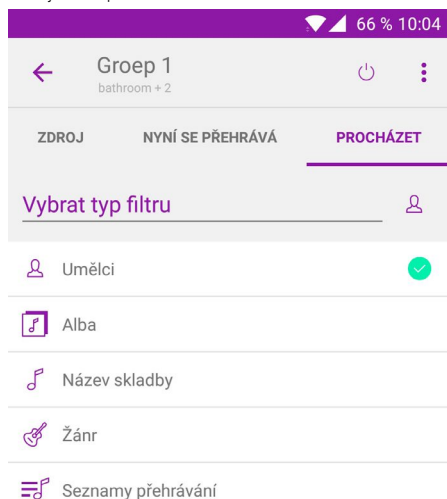 66 % 10:04
Groep 1
bathroom + 2
ZDROJ NYNÍ SE PŘEHRÁVÁ PROCHÁZET
Vybrat typ filtru
Umělci
Alba
Název skladby
Žánr
Seznamy přehrávání